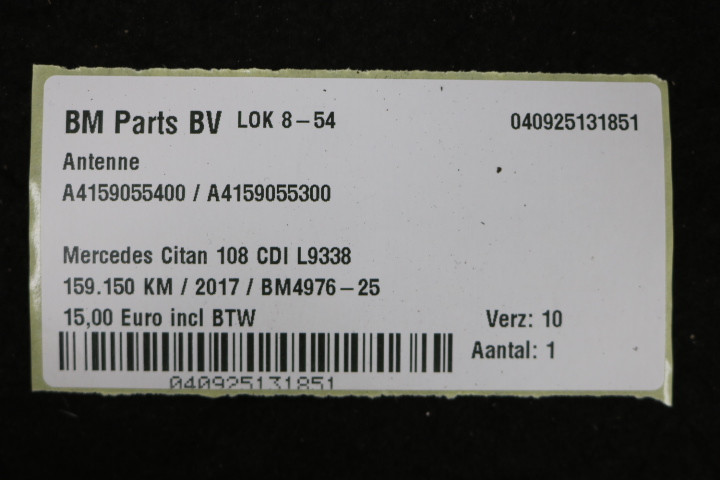 BM Parts BV LOK 8-54 040925131851
Antenne
A4159055400 / A4159055300
Mercedes Citan 108 CDI L9338
159.150 KM / 2017 / BM4976-25
15,00 Euro incl BTW Verz: 10
Aantal: 1
040925131851